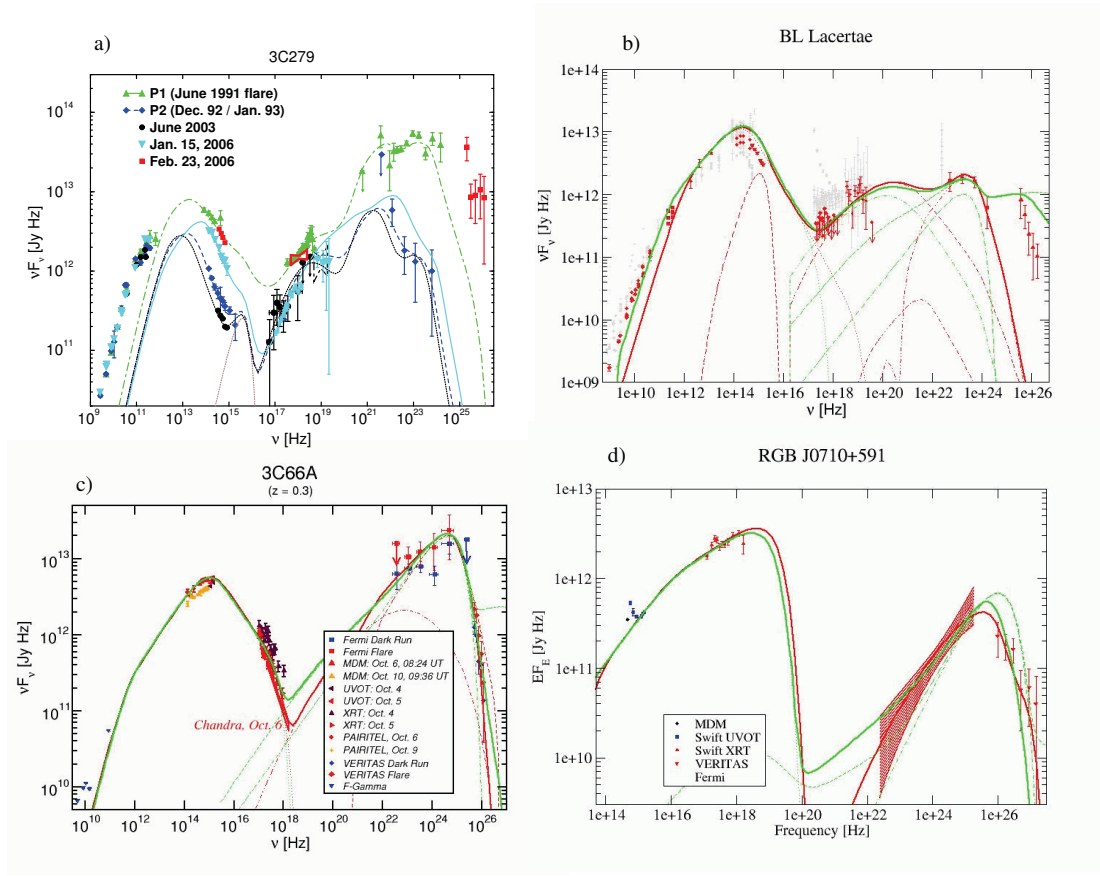 a)
3C279
P1 (June 1991 flare)
P2 (Dec. 92 / Jan. 93)
June 2003
Jan. 15, 2006
Feb. 23, 2006
νFν [Jy Hz]
10^14
10^13
10^12
10^11
10^9 10^11 10^13 10^15 10^17 10^19 10^21 10^23 10^25
ν [Hz]
b)
BL Lacertae
νFν [Jy Hz]
1e+14
1e+13
1e+12
1e+11
1e+10
1e+09
1e+10 1e+12 1e+14 1e+16 1e+18 1e+20 1e+22 1e+24 1e+26
ν [Hz]
c)
3C66A
(z = 0.3)
νFν [Jy Hz]
10^13
10^12
10^11
10^10
Chandra, Oct. 6
Fermi Dark Run
Fermi Flare
MDM: Oct. 6, 08:24 UT
MDM: Oct. 10, 09:36 UT
UVOT: Oct. 4
UVOT: Oct. 5
XRT: Oct. 4
XRT: Oct. 5
PAIRITEL, Oct. 6
PAIRITEL, Oct. 9
VERITAS Dark Run
VERITAS Flare
F-Gamma
10^10 10^12 10^14 10^16 10^18 10^20 10^22 10^24 10^26
ν [Hz]
d)
RGB J0710+591
EF_E [Jy Hz]
1e+13
1e+12
1e+11
1e+10
MDM
Swift UVOT
Swift XRT
VERITAS
Fermi
1e+14 1e+16 1e+18 1e+20 1e+22 1e+24 1e+26
Frequency [Hz]